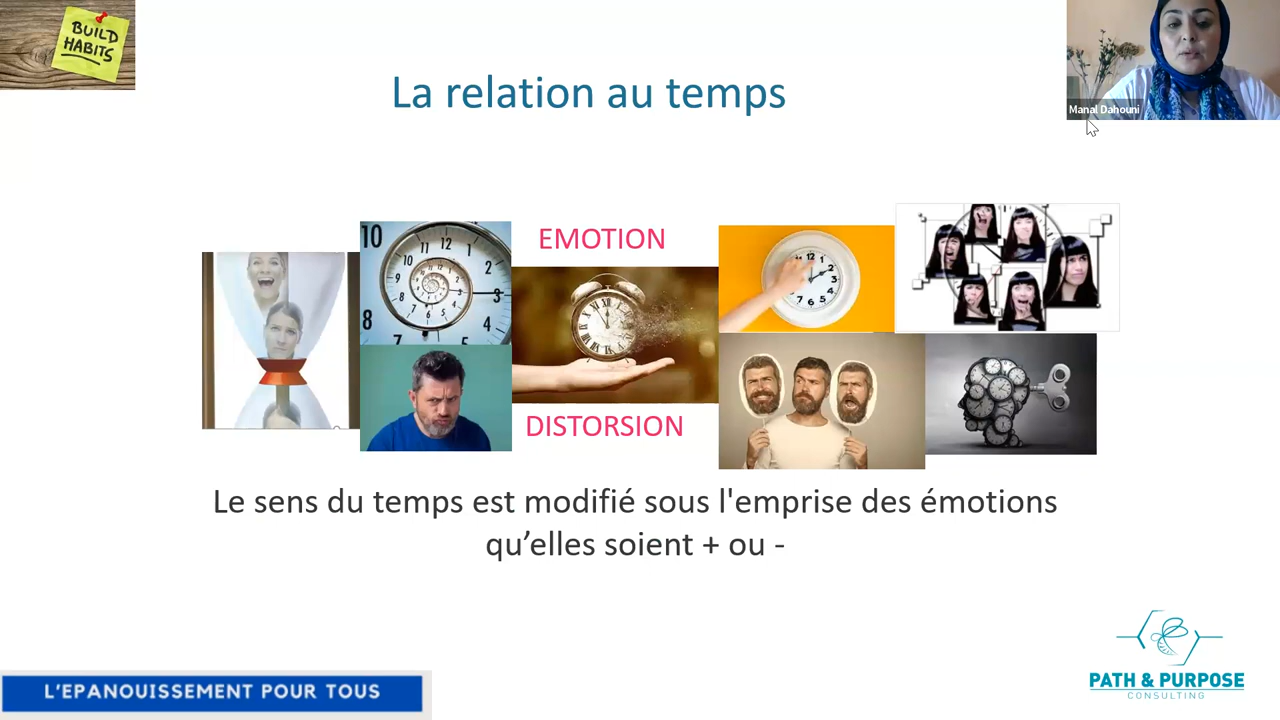 BUILD
HABITS
La relation au temps
Manal Dahouni
EMOTION
DISTORSION
Le sens du temps est modifié sous l'emprise des émotions
qu’elles soient + ou -
L'EPANOUISSEMENT POUR TOUS
PATH & PURPOSE
CONSULTING